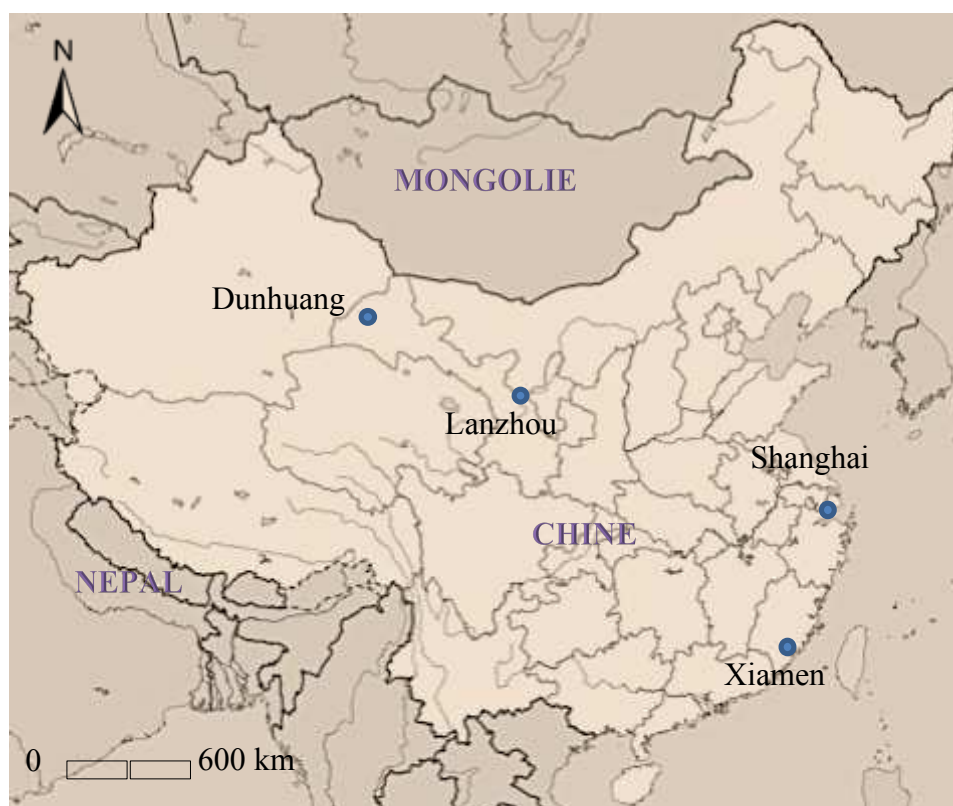 N
MONGOLIE
Dunhuang
Lanzhou
Shanghai
CHINE
NEPAL
Xiamen
0 600 km